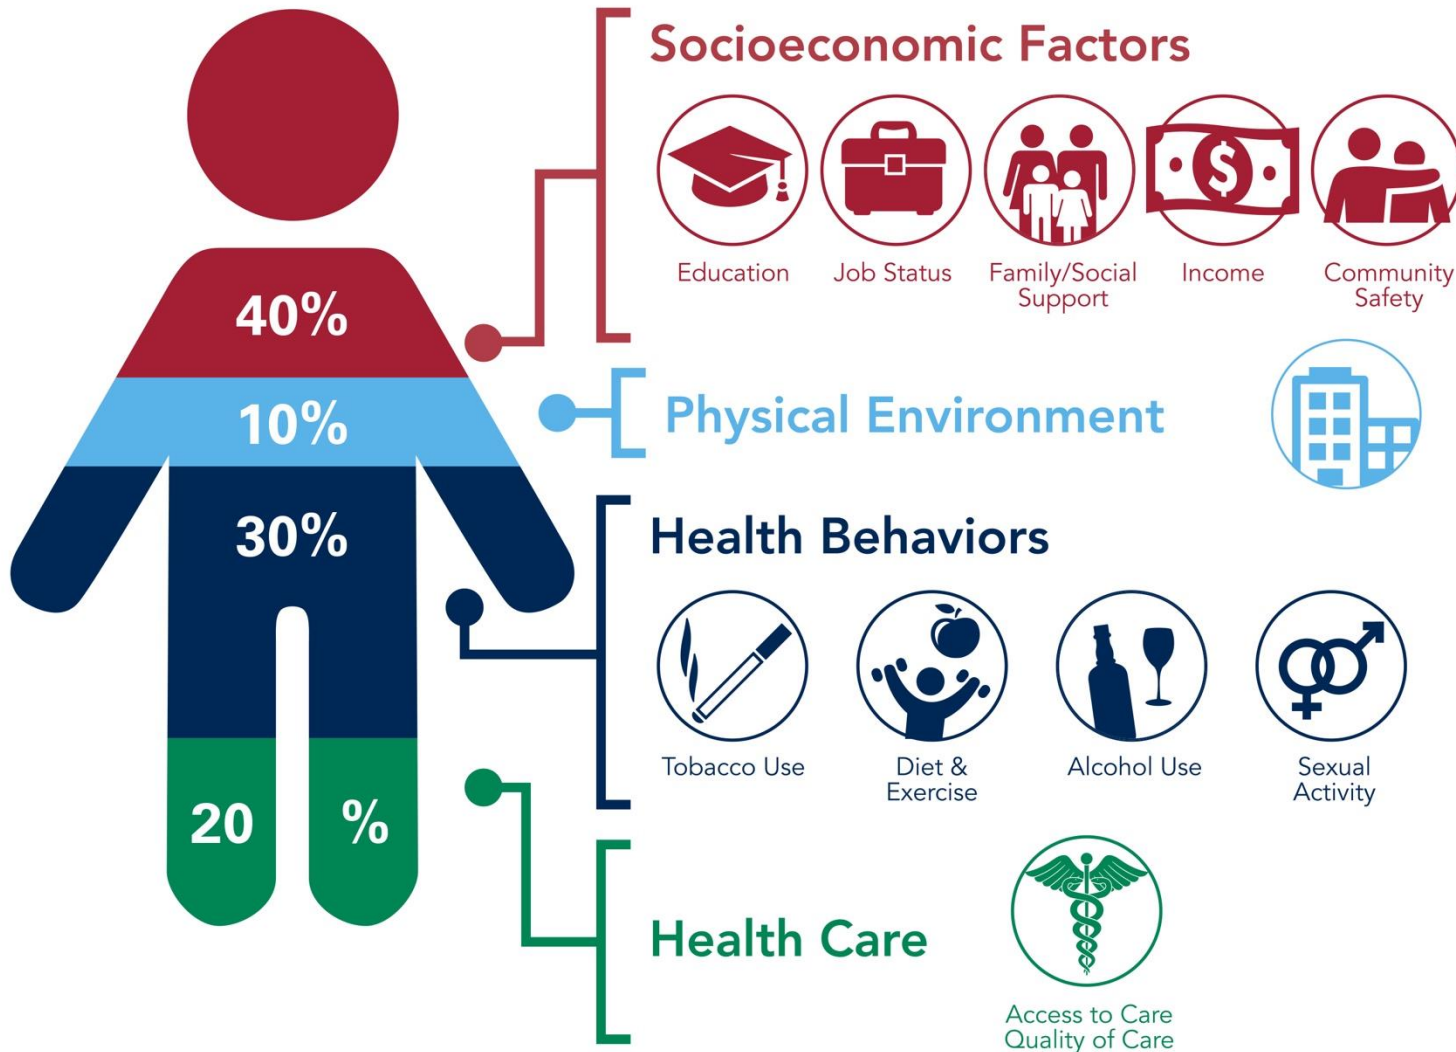 Socioeconomic Factors
Education
Job Status
Family/Social
Support
Income
Community
Safety
40%
10%
Physical Environment
30%
Health Behaviors
Tobacco Use
Diet &
Exercise
Alcohol Use
Sexual
Activity
20 %
Health Care
Access to Care
Quality of Care